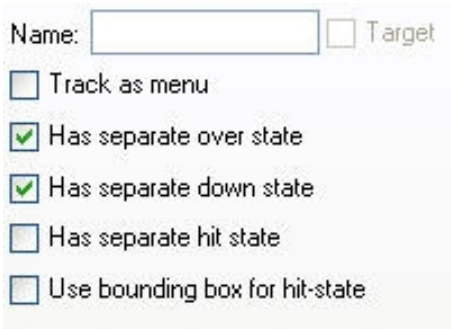 Name: Target
Track as menu
Has separate over state
Has separate down state
Has separate hit state
Use bounding box for hit-state